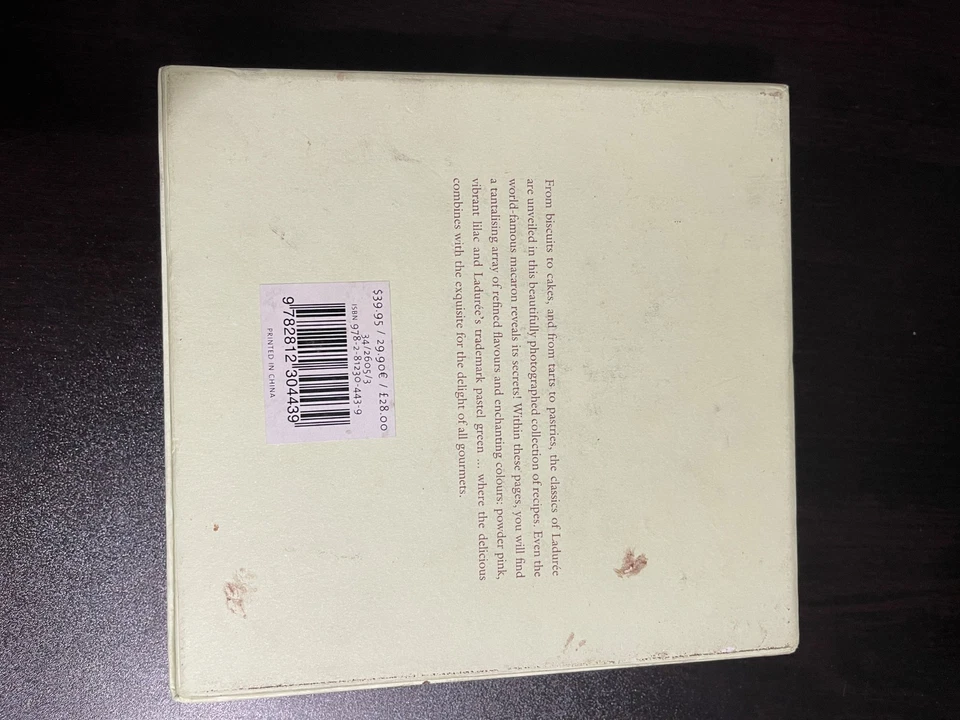 From biscuits to cakes, and from tarts to pastries, the classics of Ladurée
are unveiled in this beautifully photographed collection of recipes. Even the
world-famous macaron reveals its secrets! Within these pages, you will find
a tantalising array of refined flavours and enchanting colours: powder pink,
vibrant lilac and Ladurée's trademark pastel green ... where the delicious
combines with the exquisite for the delight of all gourmets.
$39.95 / 29.90€ / £28.00
34/2605/3
ISBN 978-2-81230-443-9
9 782812 304439
PRINTED IN CHINA